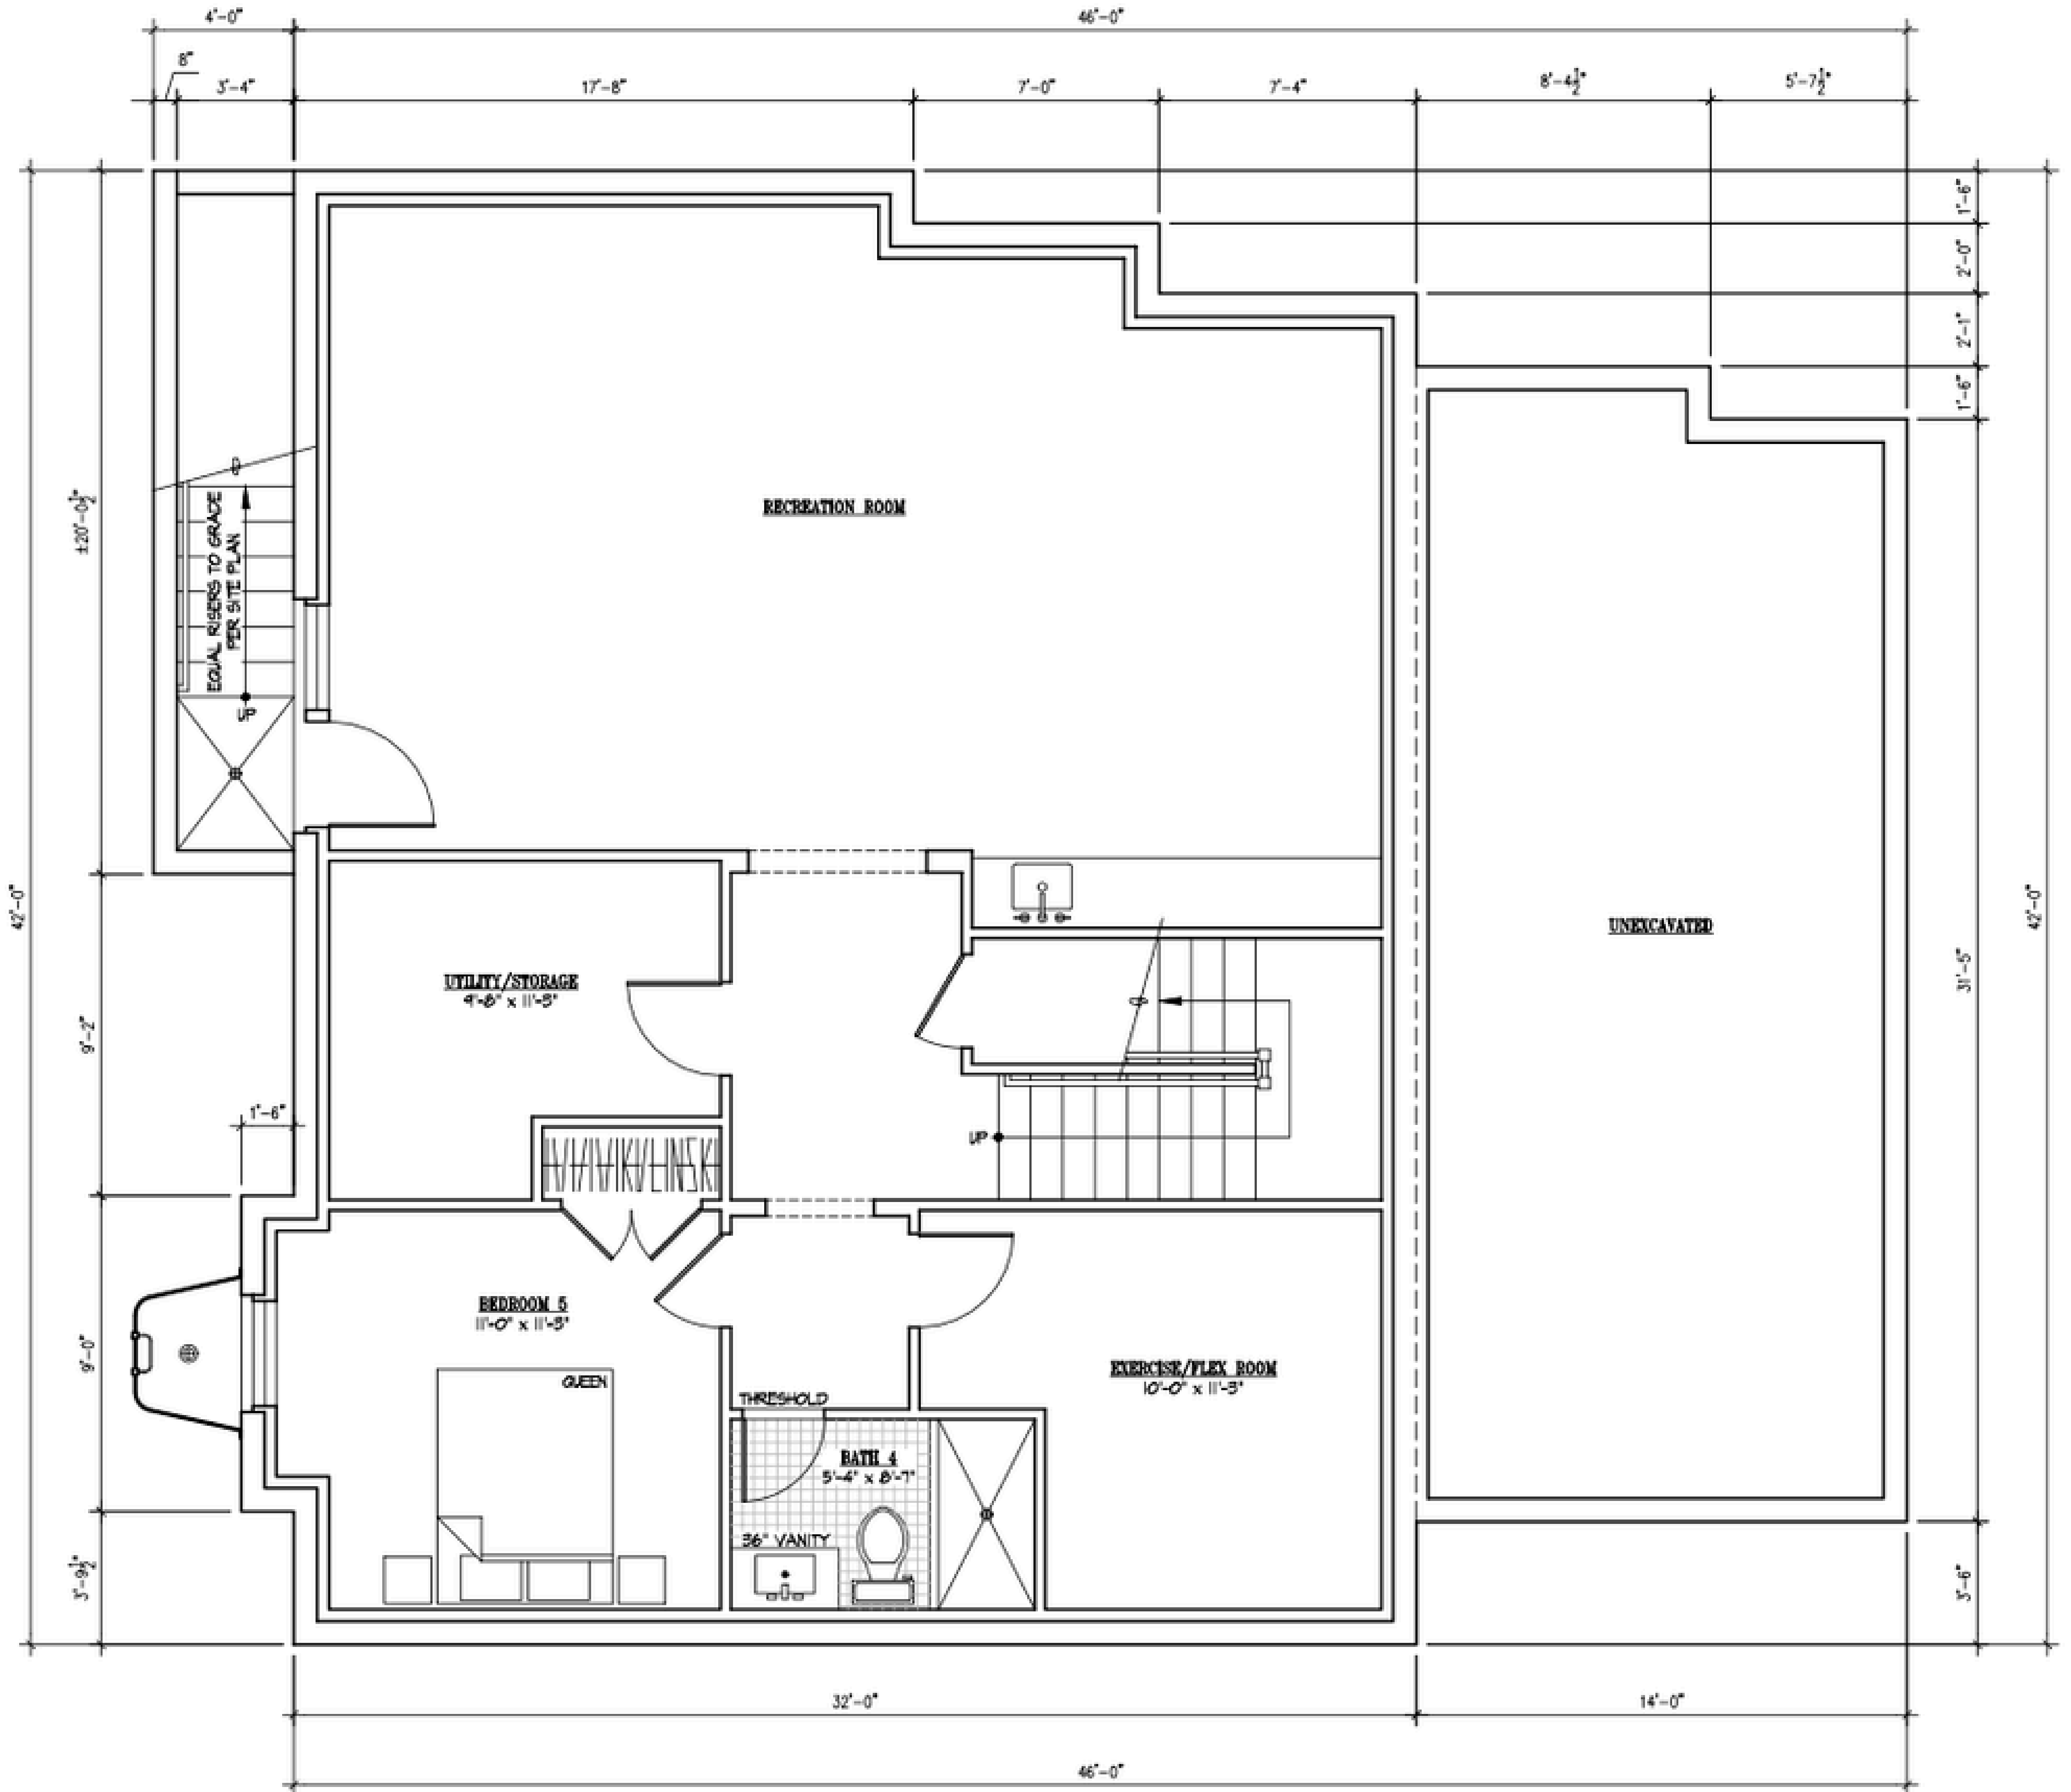 4'-0"
46'-0"
8"
3'-4"
17'-8"
7'-0"
7'-4"
8'-4½"
5'-7½"
1'-6"
2'-0"
2'-1"
1'-6"
±20'-0½"
EQUAL RISERS TO GRADE
PER SITE PLAN
UP
RECREATION ROOM
42'-0"
UNEXCAVATED
42'-0"
31'-5"
UTILITY/STORAGE
9'-8" x 11'-3"
9'-2"
1'-6"
UP
BEDROOM 5
11'-0" x 11'-3"
9'-0"
QUEEN
EXERCISE/FLEX ROOM
10'-0" x 11'-3"
THRESHOLD
BATH 4
5'-4" x 8'-7"
36" VANITY
3'-9½"
3'-6"
32'-0"
14'-0"
46'-0"